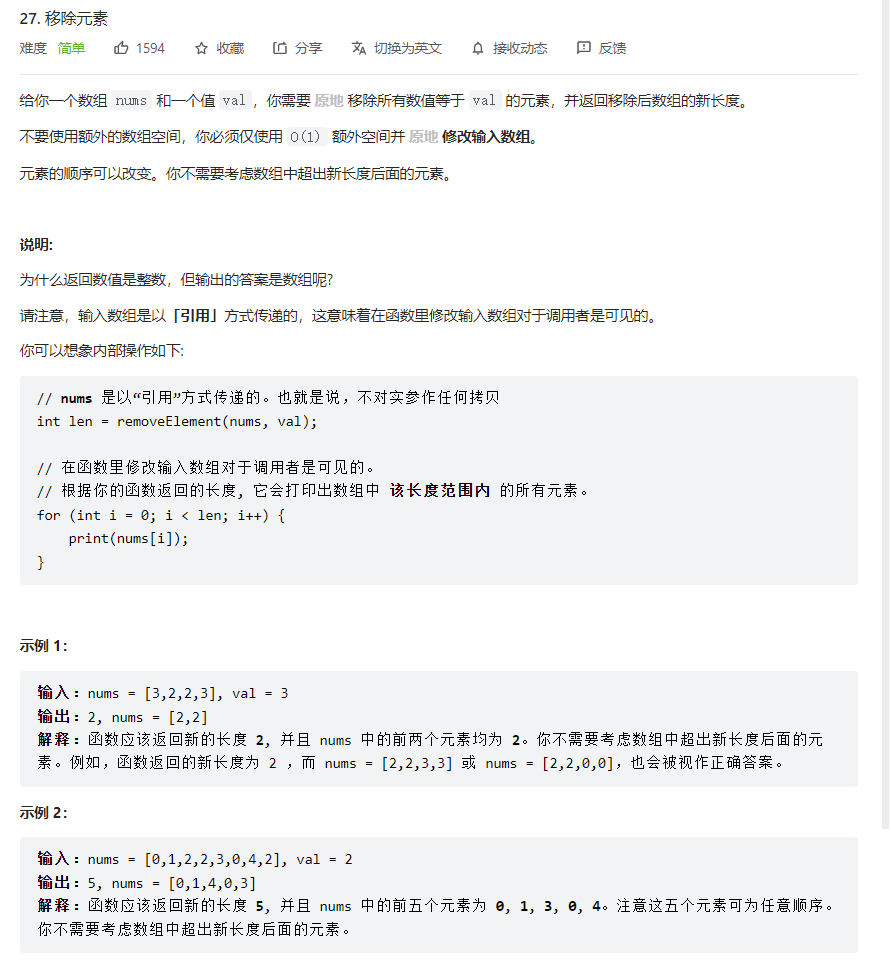 27. 移除元素
难度 简单 1594 收藏 分享 切换为英文 接收动态 反馈
给你一个数组 nums 和一个值 val，你需要 原地 移除所有数值等于 val 的元素，并返回移除后数组的新长度。
不要使用额外的数组空间，你必须仅使用 O(1) 额外空间并 原地 修改输入数组。
元素的顺序可以改变。你不需要考虑数组中超出新长度后面的元素。
说明:
为什么返回数值是整数，但输出的答案是数组呢?
请注意，输入数组是以「引用」方式传递的，这意味着在函数里修改输入数组对于调用者是可见的。
你可以想象内部操作如下:
// nums 是以“引用”方式传递的。也就是说，不对实参作任何拷贝
int len = removeElement(nums, val);
// 在函数里修改输入数组对于调用者是可见的。
// 根据你的函数返回的长度, 它会打印出数组中 该长度范围内 的所有元素。
for (int i = 0; i < len; i++) {
    print(nums[i]);
}
示例 1：
输入：nums = [3,2,2,3], val = 3
输出：2, nums = [2,2]
解释：函数应该返回新的长度 2, 并且 nums 中的前两个元素均为 2。你不需要考虑数组中超出新长度后面的元
素。例如，函数返回的新长度为 2 ，而 nums = [2,2,3,3] 或 nums = [2,2,0,0]，也会被视作正确答案。
示例 2：
输入：nums = [0,1,2,2,3,0,4,2], val = 2
输出：5, nums = [0,1,4,0,3]
解释：函数应该返回新的长度 5, 并且 nums 中的前五个元素为 0, 1, 3, 0, 4。注意这五个元素可为任意顺序。
你不需要考虑数组中超出新长度后面的元素。